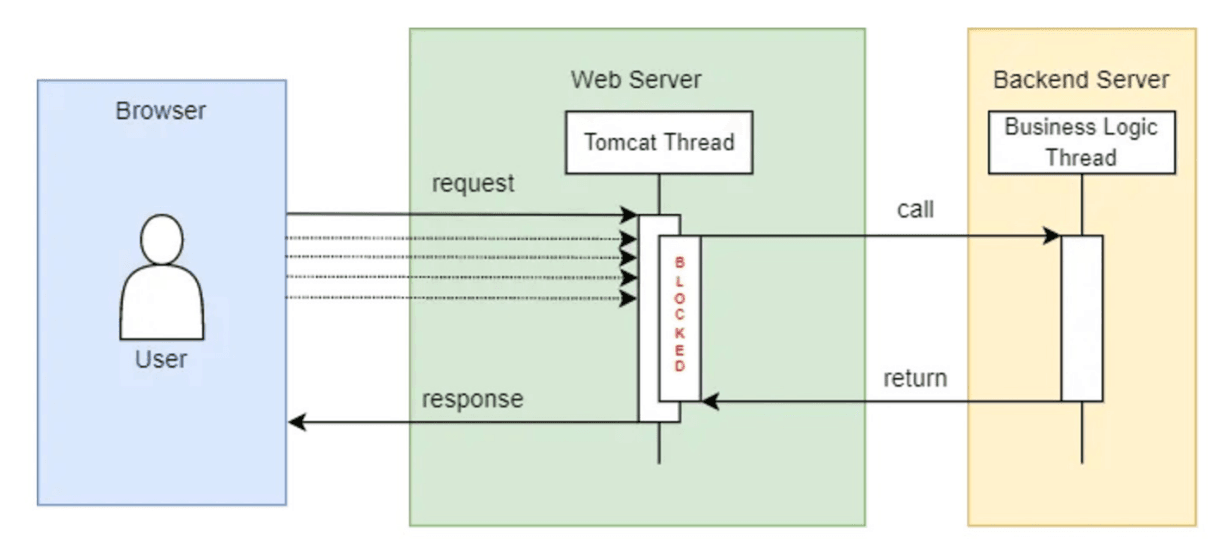 Browser
User
Web Server
Tomcat Thread
request
response
BLOCKED
call
return
Backend Server
Business Logic
Thread